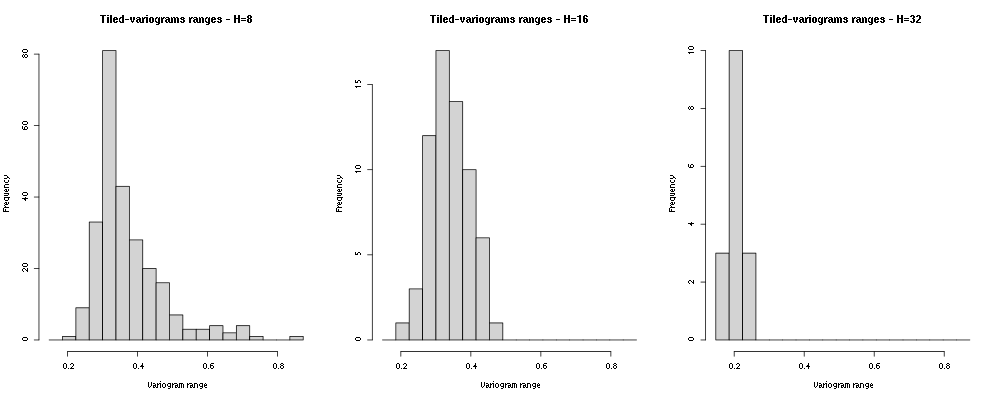 Tiled-variograms ranges - H=8
Frequency
0 20 40 60 80
0.2 0.4 0.6 0.8
Variogram range
Tiled-variograms ranges - H=16
Frequency
0 5 10 15
0.2 0.4 0.6 0.8
Variogram range
Tiled-variograms ranges - H=32
Frequency
0 2 4 6 8 10
0.2 0.4 0.6 0.8
Variogram range